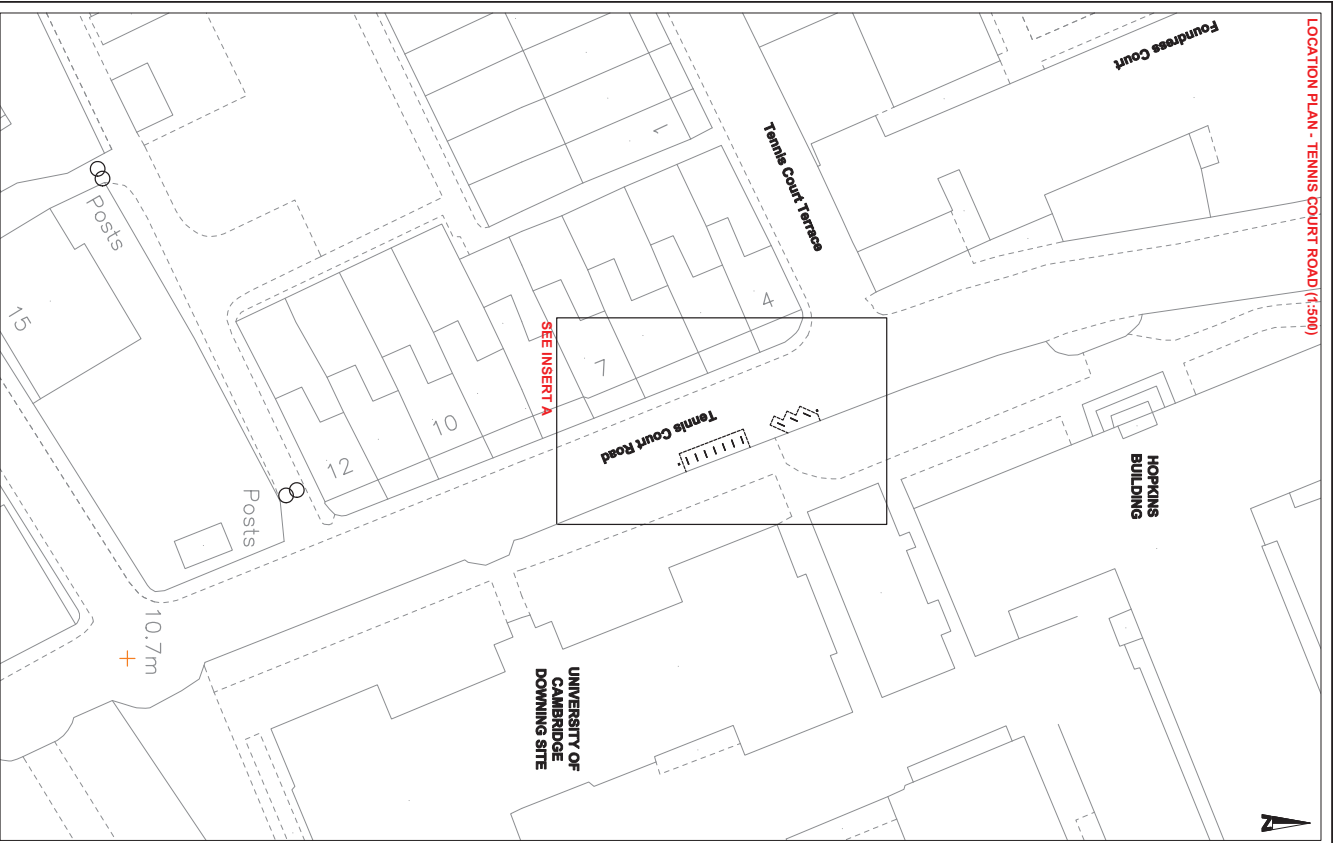 LOCATION PLAN - TENNIS COURT ROAD (1:500)
Foundress Court
Tennis Court Terrace
HOPKINS
BUILDING
1
4
SEE INSERT A
7
Tennis Court Road
10
12
Posts
Posts
15
UNIVERSITY OF
CAMBRIDGE
DOWNING SITE
10.7m
N